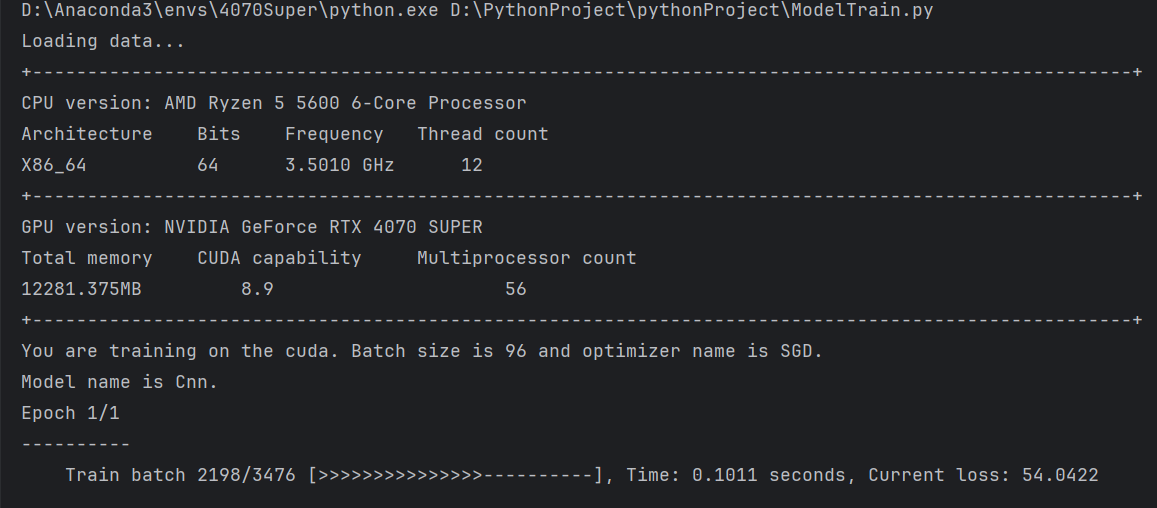 D:\Anaconda3\envs\4070Super\python.exe D:\PythonProject\pythonProject\ModelTrain.py
Loading data...
+----------------------------------------------------------------------------------------------------+
CPU version: AMD Ryzen 5 5600 6-Core Processor
Architecture    Bits    Frequency   Thread count
X86_64          64      3.5010 GHz      12
+----------------------------------------------------------------------------------------------------+
GPU version: NVIDIA GeForce RTX 4070 SUPER
Total memory    CUDA capability     Multiprocessor count
12281.375MB         8.9                     56
+----------------------------------------------------------------------------------------------------+
You are training on the cuda. Batch size is 96 and optimizer name is SGD.
Model name is Cnn.
Epoch 1/1
----------
    Train batch 2198/3476 [>>>>>>>>>>>>>>>----------], Time: 0.1011 seconds, Current loss: 54.0422